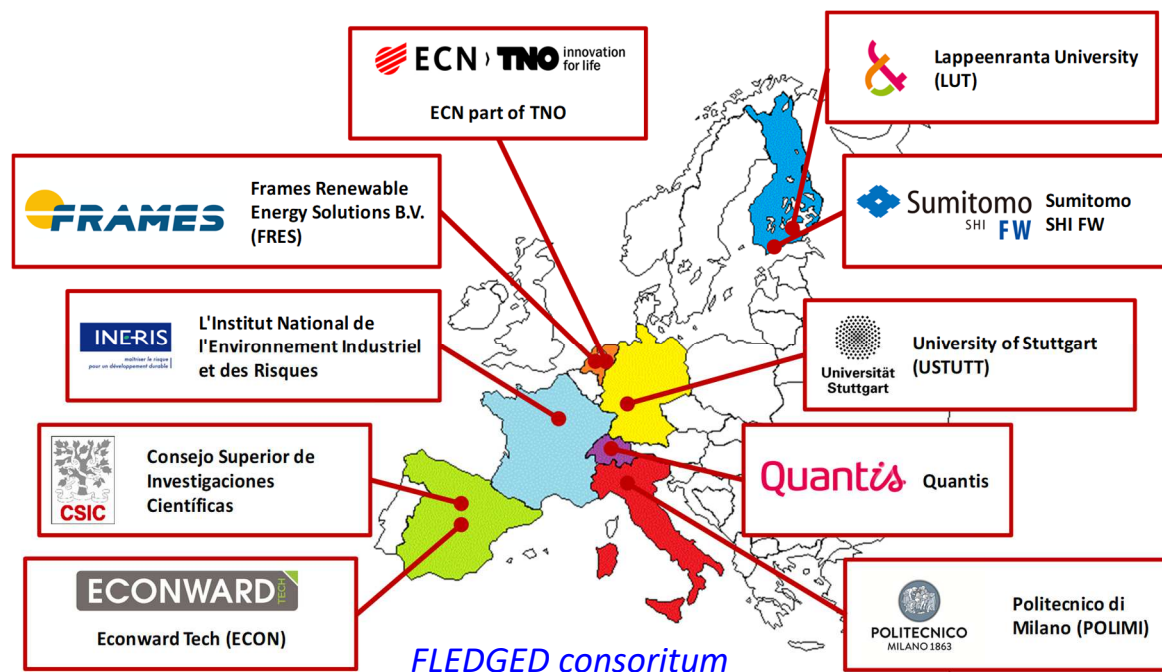 ECN › TNO innovation
for life
ECN part of TNO
Lappeenranta University
(LUT)
FRAMES
Frames Renewable
Energy Solutions B.V.
(FRES)
Sumitomo
SHI FW
Sumitomo
SHI FW
INERIS
maîtriser le risque
pour un développement durable
L'Institut National de
l'Environnement Industriel
et des Risques
Universität
Stuttgart
University of Stuttgart
(USTUTT)
CSIC
Consejo Superior de
Investigaciones
Científicas
Quantis
Quantis
ECONWARD TECH
Econward Tech (ECON)
POLITECNICO
MILANO 1863
Politecnico di
Milano (POLIMI)
FLEDGED consoritum